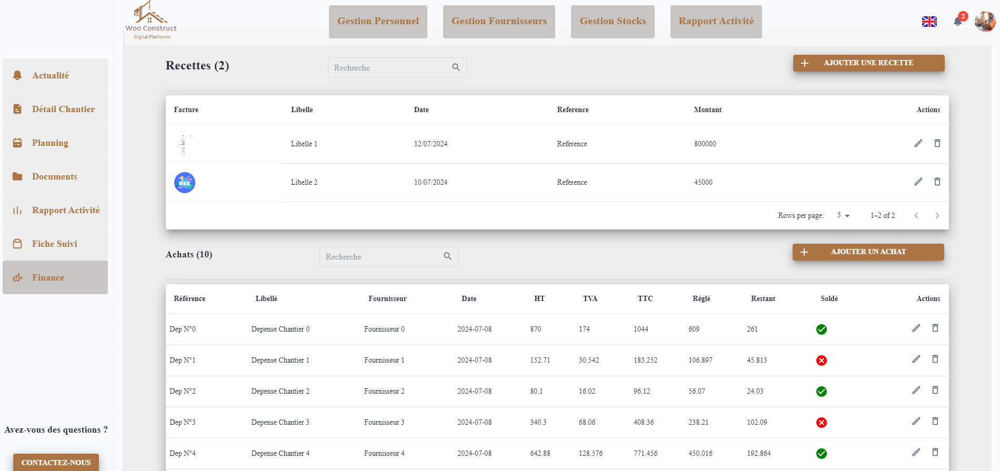 Woo Construct
Digital Platforme
Gestion Personnel
Gestion Fournisseurs
Gestion Stocks
Rapport Activité
2
Actualité
Détail Chantier
Planning
Documents
Rapport Activité
Fiche Suivi
Finance
Avez-vous des questions ?
CONTACTEZ-NOUS
Recettes (2)
Recherche
AJOUTER UNE RECETTE
Facture Libelle Date Reference Montant Actions
Libelle 1 12/07/2024 Reference 800000
RSE Libelle 2 10/07/2024 Reference 45000
Rows per page: 5 1–2 of 2
Achats (10)
Recherche
AJOUTER UN ACHAT
Référence Libellé Fournisseur Date HT TVA TTC Réglé Restant Soldé Actions
Dep N°0 Depense Chantier 0 Fournisseur 0 2024-07-08 870 174 1044 609 261
Dep N°1 Depense Chantier 1 Fournisseur 1 2024-07-08 152.71 30.542 183.252 106.897 45.813
Dep N°2 Depense Chantier 2 Fournisseur 2 2024-07-08 80.1 16.02 96.12 56.07 24.03
Dep N°3 Depense Chantier 3 Fournisseur 3 2024-07-08 340.3 68.06 408.36 238.21 102.09
Dep N°4 Depense Chantier 4 Fournisseur 4 2024-07-08 642.88 128.576 771.456 450.016 192.864